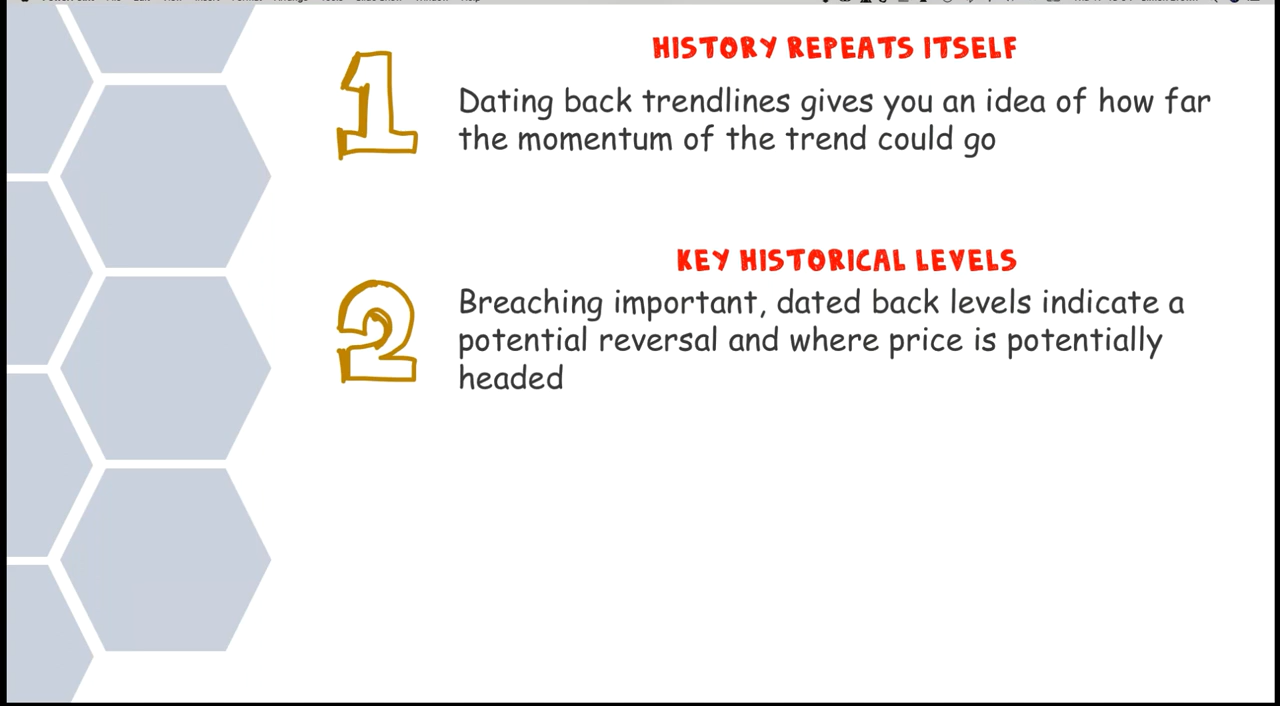 1
HISTORY REPEATS ITSELF
Dating back trendlines gives you an idea of how far
the momentum of the trend could go
2
KEY HISTORICAL LEVELS
Breaching important, dated back levels indicate a
potential reversal and where price is potentially
headed